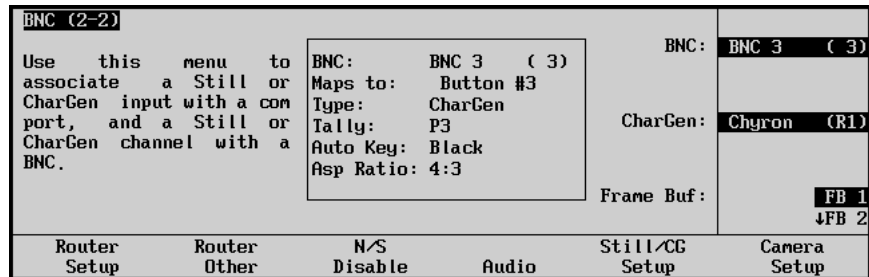 BNC (2-2)
Use this menu to
associate a Still or
CharGen input with a com
port, and a Still or
CharGen channel with a
BNC.
BNC: BNC 3 ( 3)
Maps to: Button #3
Type: CharGen
Tally: P3
Auto Key: Black
Asp Ratio: 4:3
BNC: BNC 3 ( 3)
CharGen: Chyron (R1)
Frame Buf: FB 1
↓FB 2
Router Router N/S Still/CG Camera
Setup Other Disable Audio Setup Setup